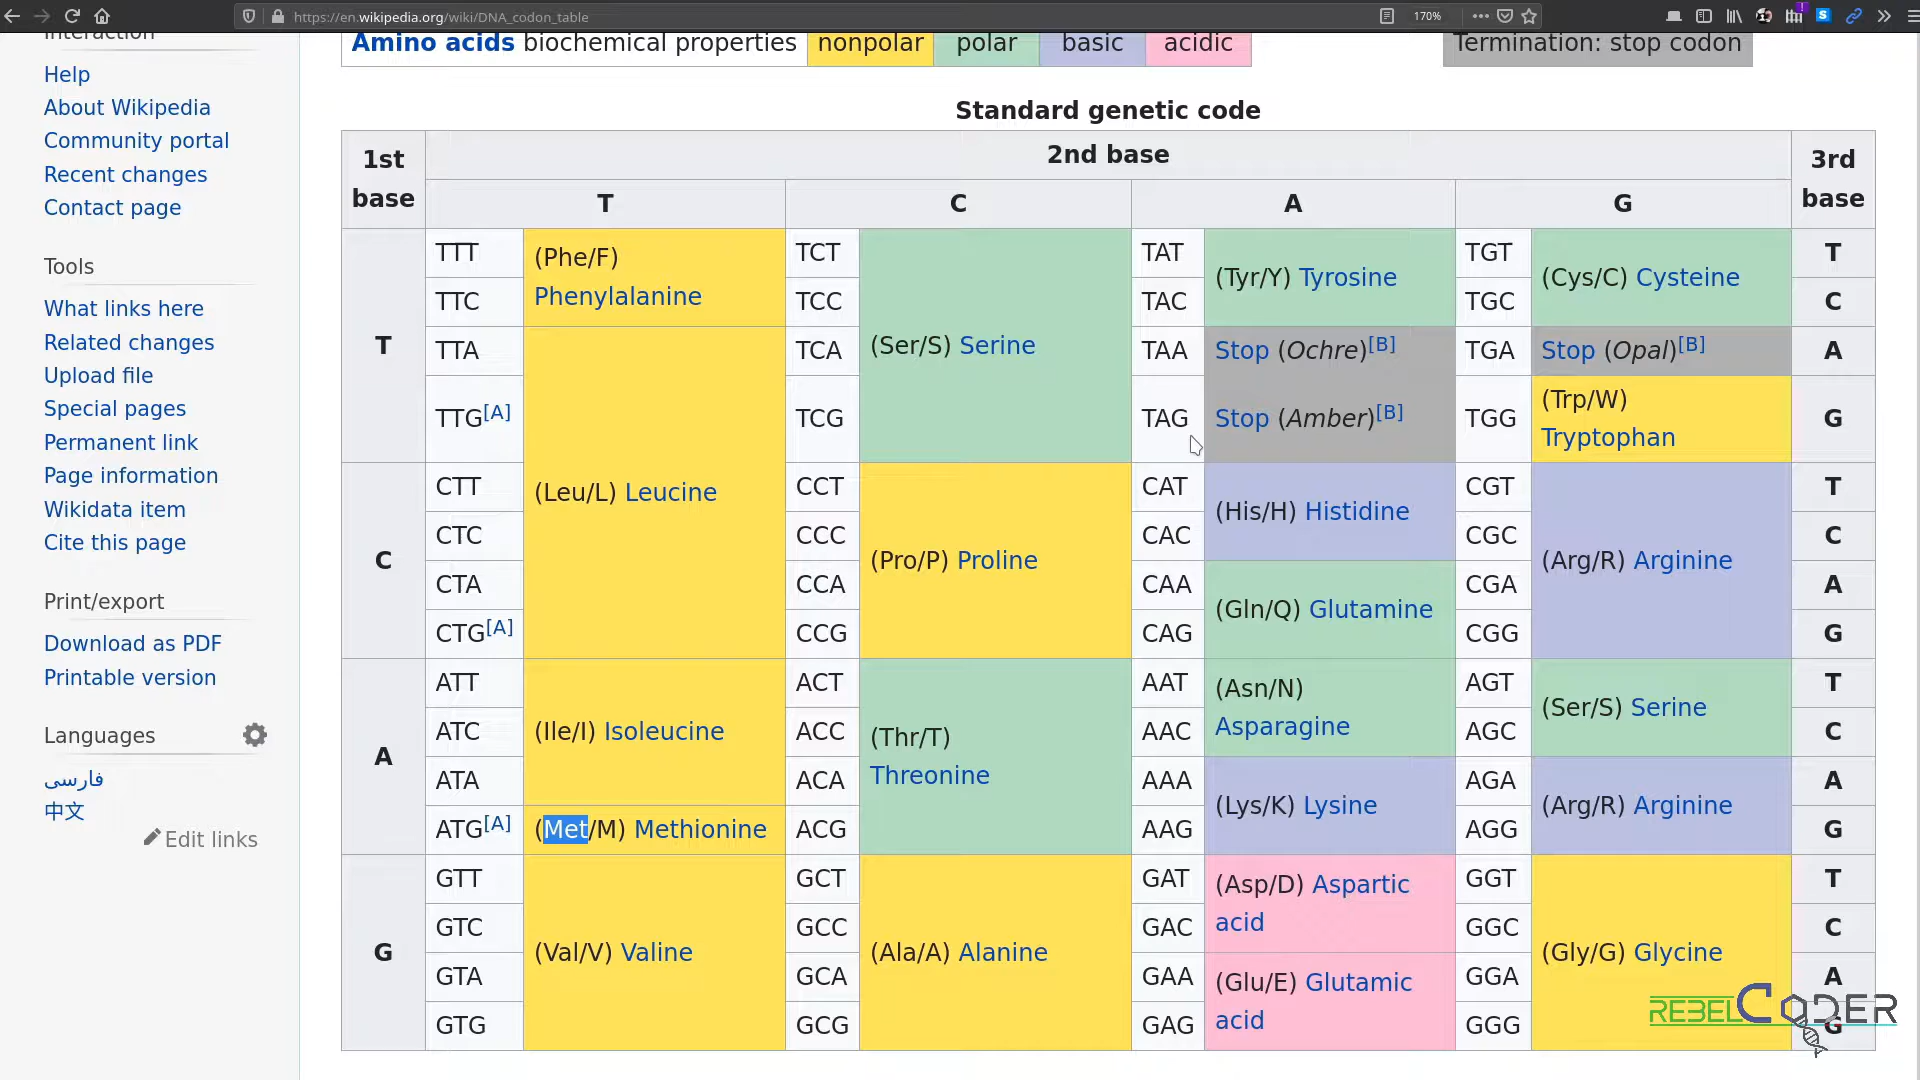 https://en.wikipedia.org/wiki/DNA_codon_table
170%
Interaction
Help
About Wikipedia
Community portal
Recent changes
Contact page
Tools
What links here
Related changes
Upload file
Special pages
Permanent link
Page information
Wikidata item
Cite this page
Print/export
Download as PDF
Printable version
Languages
فارسی
中文
Edit links
Amino acids biochemical properties nonpolar polar basic acidic Termination: stop codon
Standard genetic code
1st base 2nd base 3rd base
T C A G
T
TTT (Phe/F) Phenylalanine TCT (Ser/S) Serine TAT (Tyr/Y) Tyrosine TGT (Cys/C) Cysteine T
TTC TCC TAC TGC C
TTA (Leu/L) Leucine TCA TAA Stop (Ochre)[B] TGA Stop (Opal)[B] A
TTG[A] TCG TAG Stop (Amber)[B] TGG (Trp/W) Tryptophan G
C
CTT CCT (Pro/P) Proline CAT (His/H) Histidine CGT (Arg/R) Arginine T
CTC CCC CAC CGC C
CTA CCA CAA (Gln/Q) Glutamine CGA A
CTG[A] CCG CAG CGG G
A
ATT (Ile/I) Isoleucine ACT (Thr/T) Threonine AAT (Asn/N) Asparagine AGT (Ser/S) Serine T
ATC ACC AAC AGC C
ATA ACA AAA (Lys/K) Lysine AGA (Arg/R) Arginine A
ATG[A] (Met/M) Methionine ACG AAG AGG G
G
GTT (Val/V) Valine GCT (Ala/A) Alanine GAT (Asp/D) Aspartic acid GGT (Gly/G) Glycine T
GTC GCC GAC GGC C
GTA GCA GAA (Glu/E) Glutamic acid GGA A
GTG GCG GAG GGG G
REBELCODER